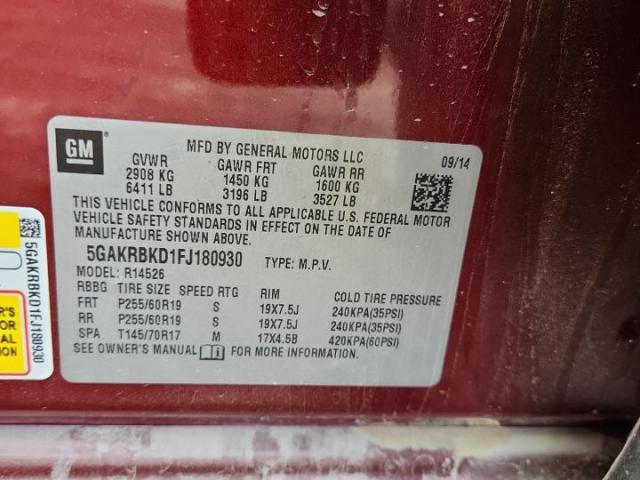 GM
MFD BY GENERAL MOTORS LLC
09/14
GVWR GAWR FRT GAWR RR
2908 KG 1450 KG 1600 KG
6411 LB 3196 LB 3527 LB
THIS VEHICLE CONFORMS TO ALL APPLICABLE U.S. FEDERAL MOTOR
VEHICLE SAFETY STANDARDS IN EFFECT ON THE DATE OF
MANUFACTURE SHOWN ABOVE.
5GAKRBKD1FJ180930 TYPE: M.P.V.
MODEL: R14526
RBBG TIRE SIZE SPEED RTG RIM COLD TIRE PRESSURE
FRT P255/60R19 S 19X7.5J 240KPA(35PSI)
RR P255/60R19 S 19X7.5J 240KPA(35PSI)
SPA T145/70R17 M 17X4.5B 420KPA(60PSI)
SEE OWNER'S MANUAL FOR MORE INFORMATION.
5GAKRBKD1FJ180930
R'S
FOR
ONAL
TION